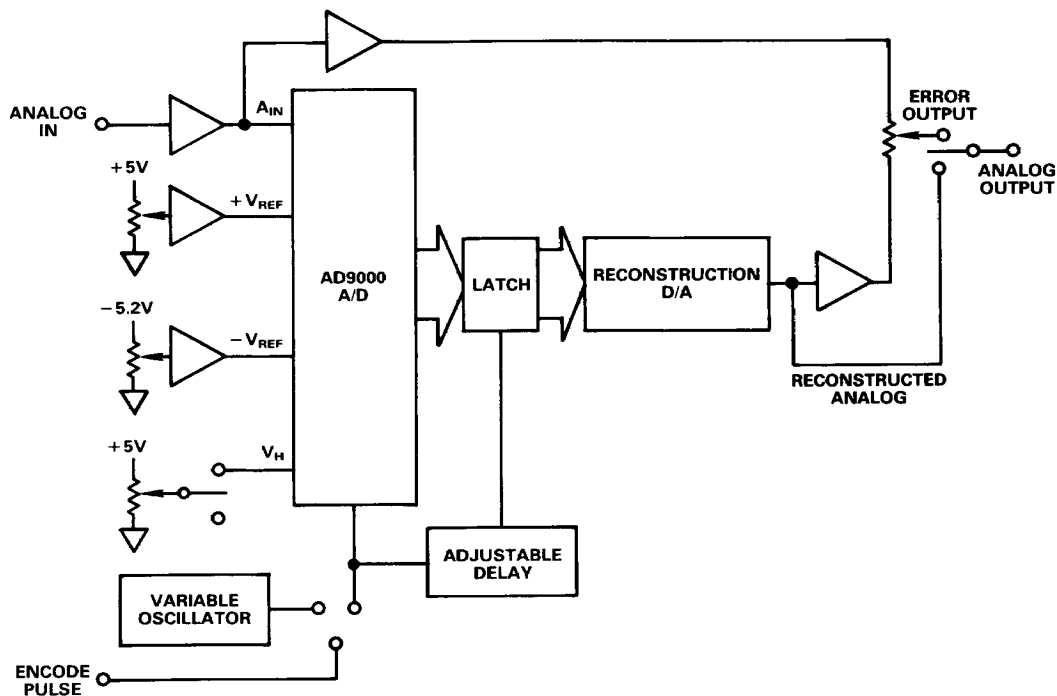 ANALOG
IN
A_IN
+5V
+V_REF
-5.2V
-V_REF
+5V
V_H
AD9000
A/D
LATCH
RECONSTRUCTION
D/A
ERROR
OUTPUT
ANALOG
OUTPUT
RECONSTRUCTED
ANALOG
ADJUSTABLE
DELAY
VARIABLE
OSCILLATOR
ENCODE
PULSE